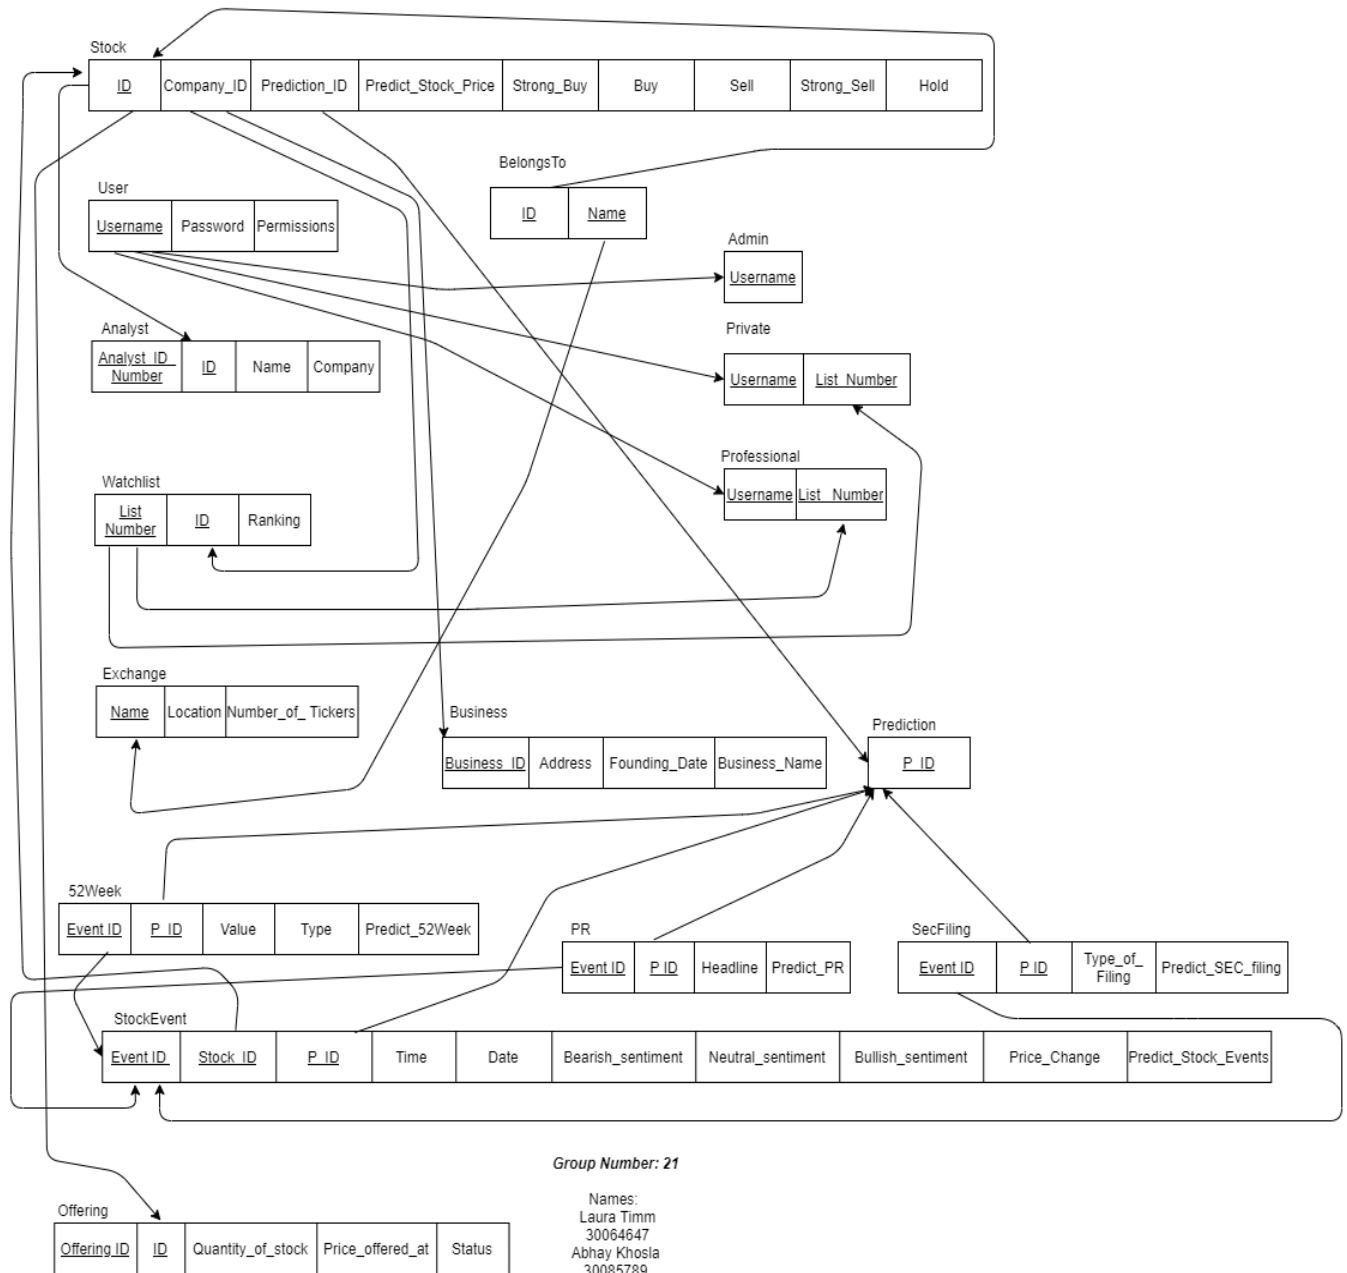 Stock
ID Company_ID Prediction_ID Predict_Stock_Price Strong_Buy Buy Sell Strong_Sell Hold
BelongsTo
ID Name
User
Username Password Permissions
Admin
Username
Analyst
Analyst_ID_
Number ID Name Company
Private
Username List_Number
Professional
Username List_ Number
Watchlist
List
Number ID Ranking
Exchange
Name Location Number_of_ Tickers
Business
Business_ID Address Founding_Date Business_Name
Prediction
P_ID
52Week
Event ID P_ID Value Type Predict_52Week
PR
Event ID P ID Headline Predict_PR
SecFiling
Event ID P ID Type_of_
Filing Predict_SEC_filing
StockEvent
Event ID Stock_ID P_ID Time Date Bearish_sentiment Neutral_sentiment Bullish_sentiment Price_Change Predict_Stock_Events
Group Number: 21
Names:
Laura Timm
30064647
Abhay Khosla
30085789
Offering
Offering ID ID Quantity_of_stock Price_offered_at Status